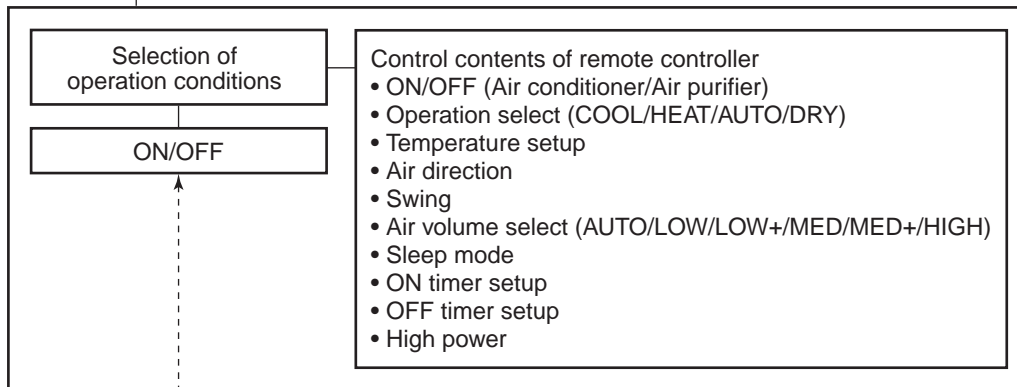 Selection of
operation conditions
ON/OFF
Control contents of remote controller
• ON/OFF (Air conditioner/Air purifier)
• Operation select (COOL/HEAT/AUTO/DRY)
• Temperature setup
• Air direction
• Swing
• Air volume select (AUTO/LOW/LOW+/MED/MED+/HIGH)
• Sleep mode
• ON timer setup
• OFF timer setup
• High power